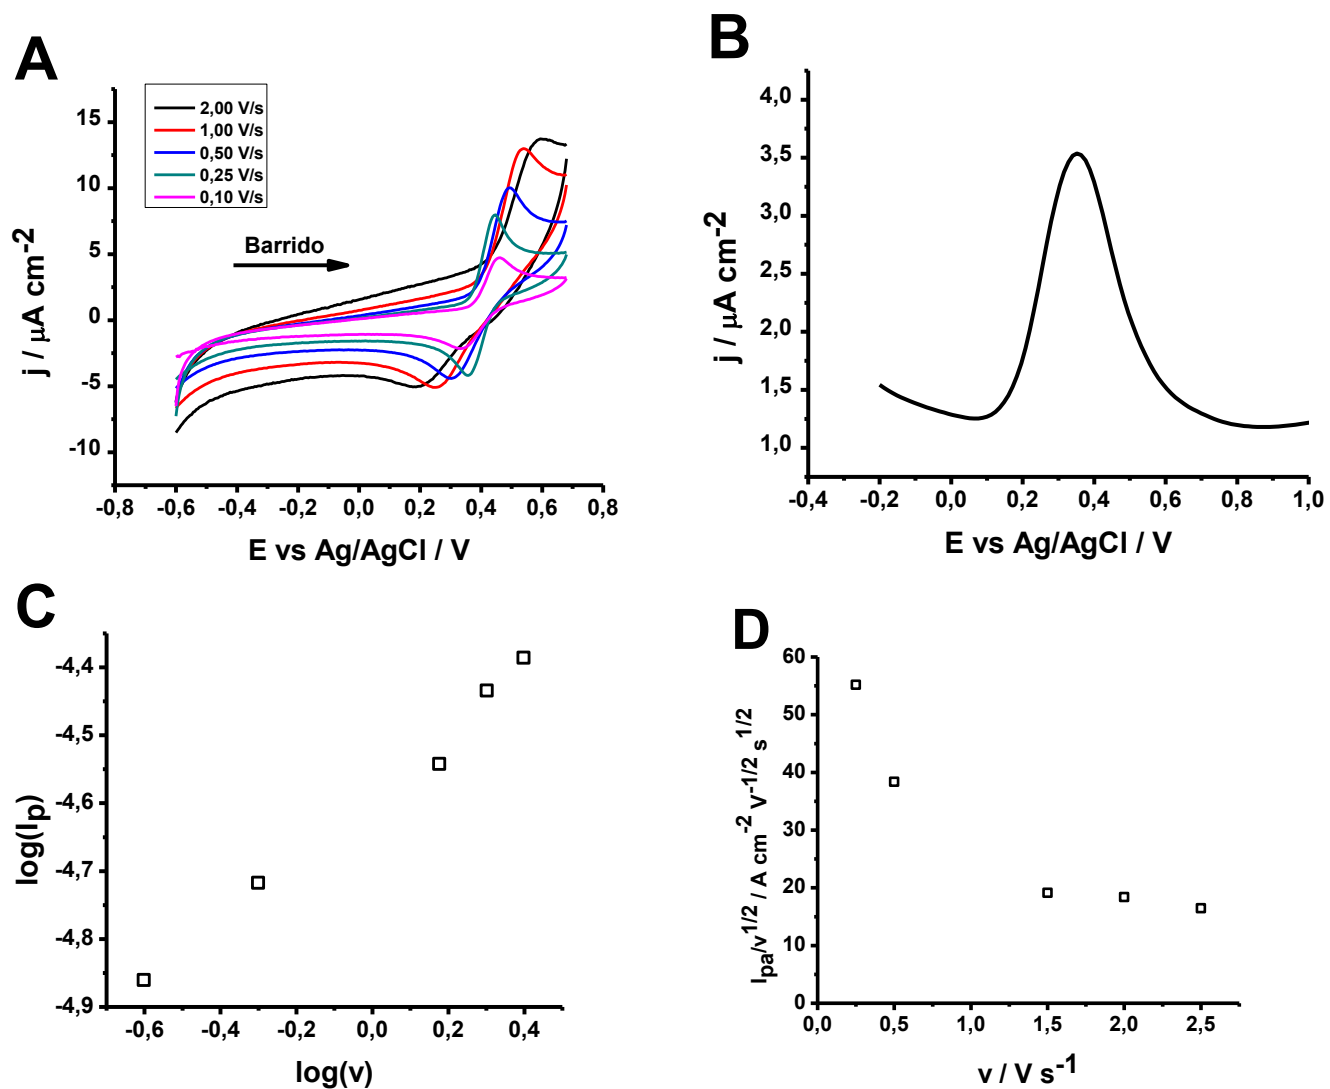 A
2,00 V/s
1,00 V/s
0,50 V/s
0,25 V/s
0,10 V/s
Barrido
15
10
5
0
-5
-10
j / μA cm-2
-0,8 -0,6 -0,4 -0,2 0,0 0,2 0,4 0,6 0,8
E vs Ag/AgCl / V
B
4,0
3,5
3,0
2,5
2,0
1,5
1,0
j / μA cm-2
-0,4 -0,2 0,0 0,2 0,4 0,6 0,8 1,0
E vs Ag/AgCl / V
C
-4,4
-4,5
-4,6
-4,7
-4,8
-4,9
log(Ip)
-0,6 -0,4 -0,2 0,0 0,2 0,4
log(v)
D
60
50
40
30
20
10
0
Ipa/v1/2 / A cm-2 V-1/2 s1/2
0,0 0,5 1,0 1,5 2,0 2,5
v / V s-1